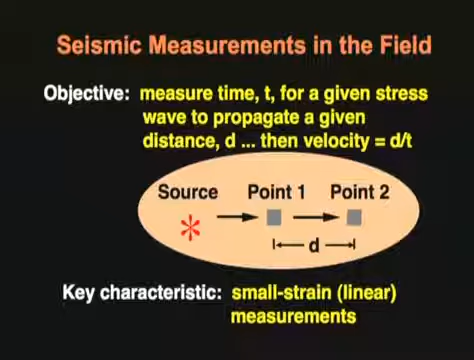 Seismic Measurements in the Field
Objective: measure time, t, for a given stress
wave to propagate a given
distance, d ... then velocity = d/t
Source Point 1 Point 2
*
d
Key characteristic: small-strain (linear)
measurements